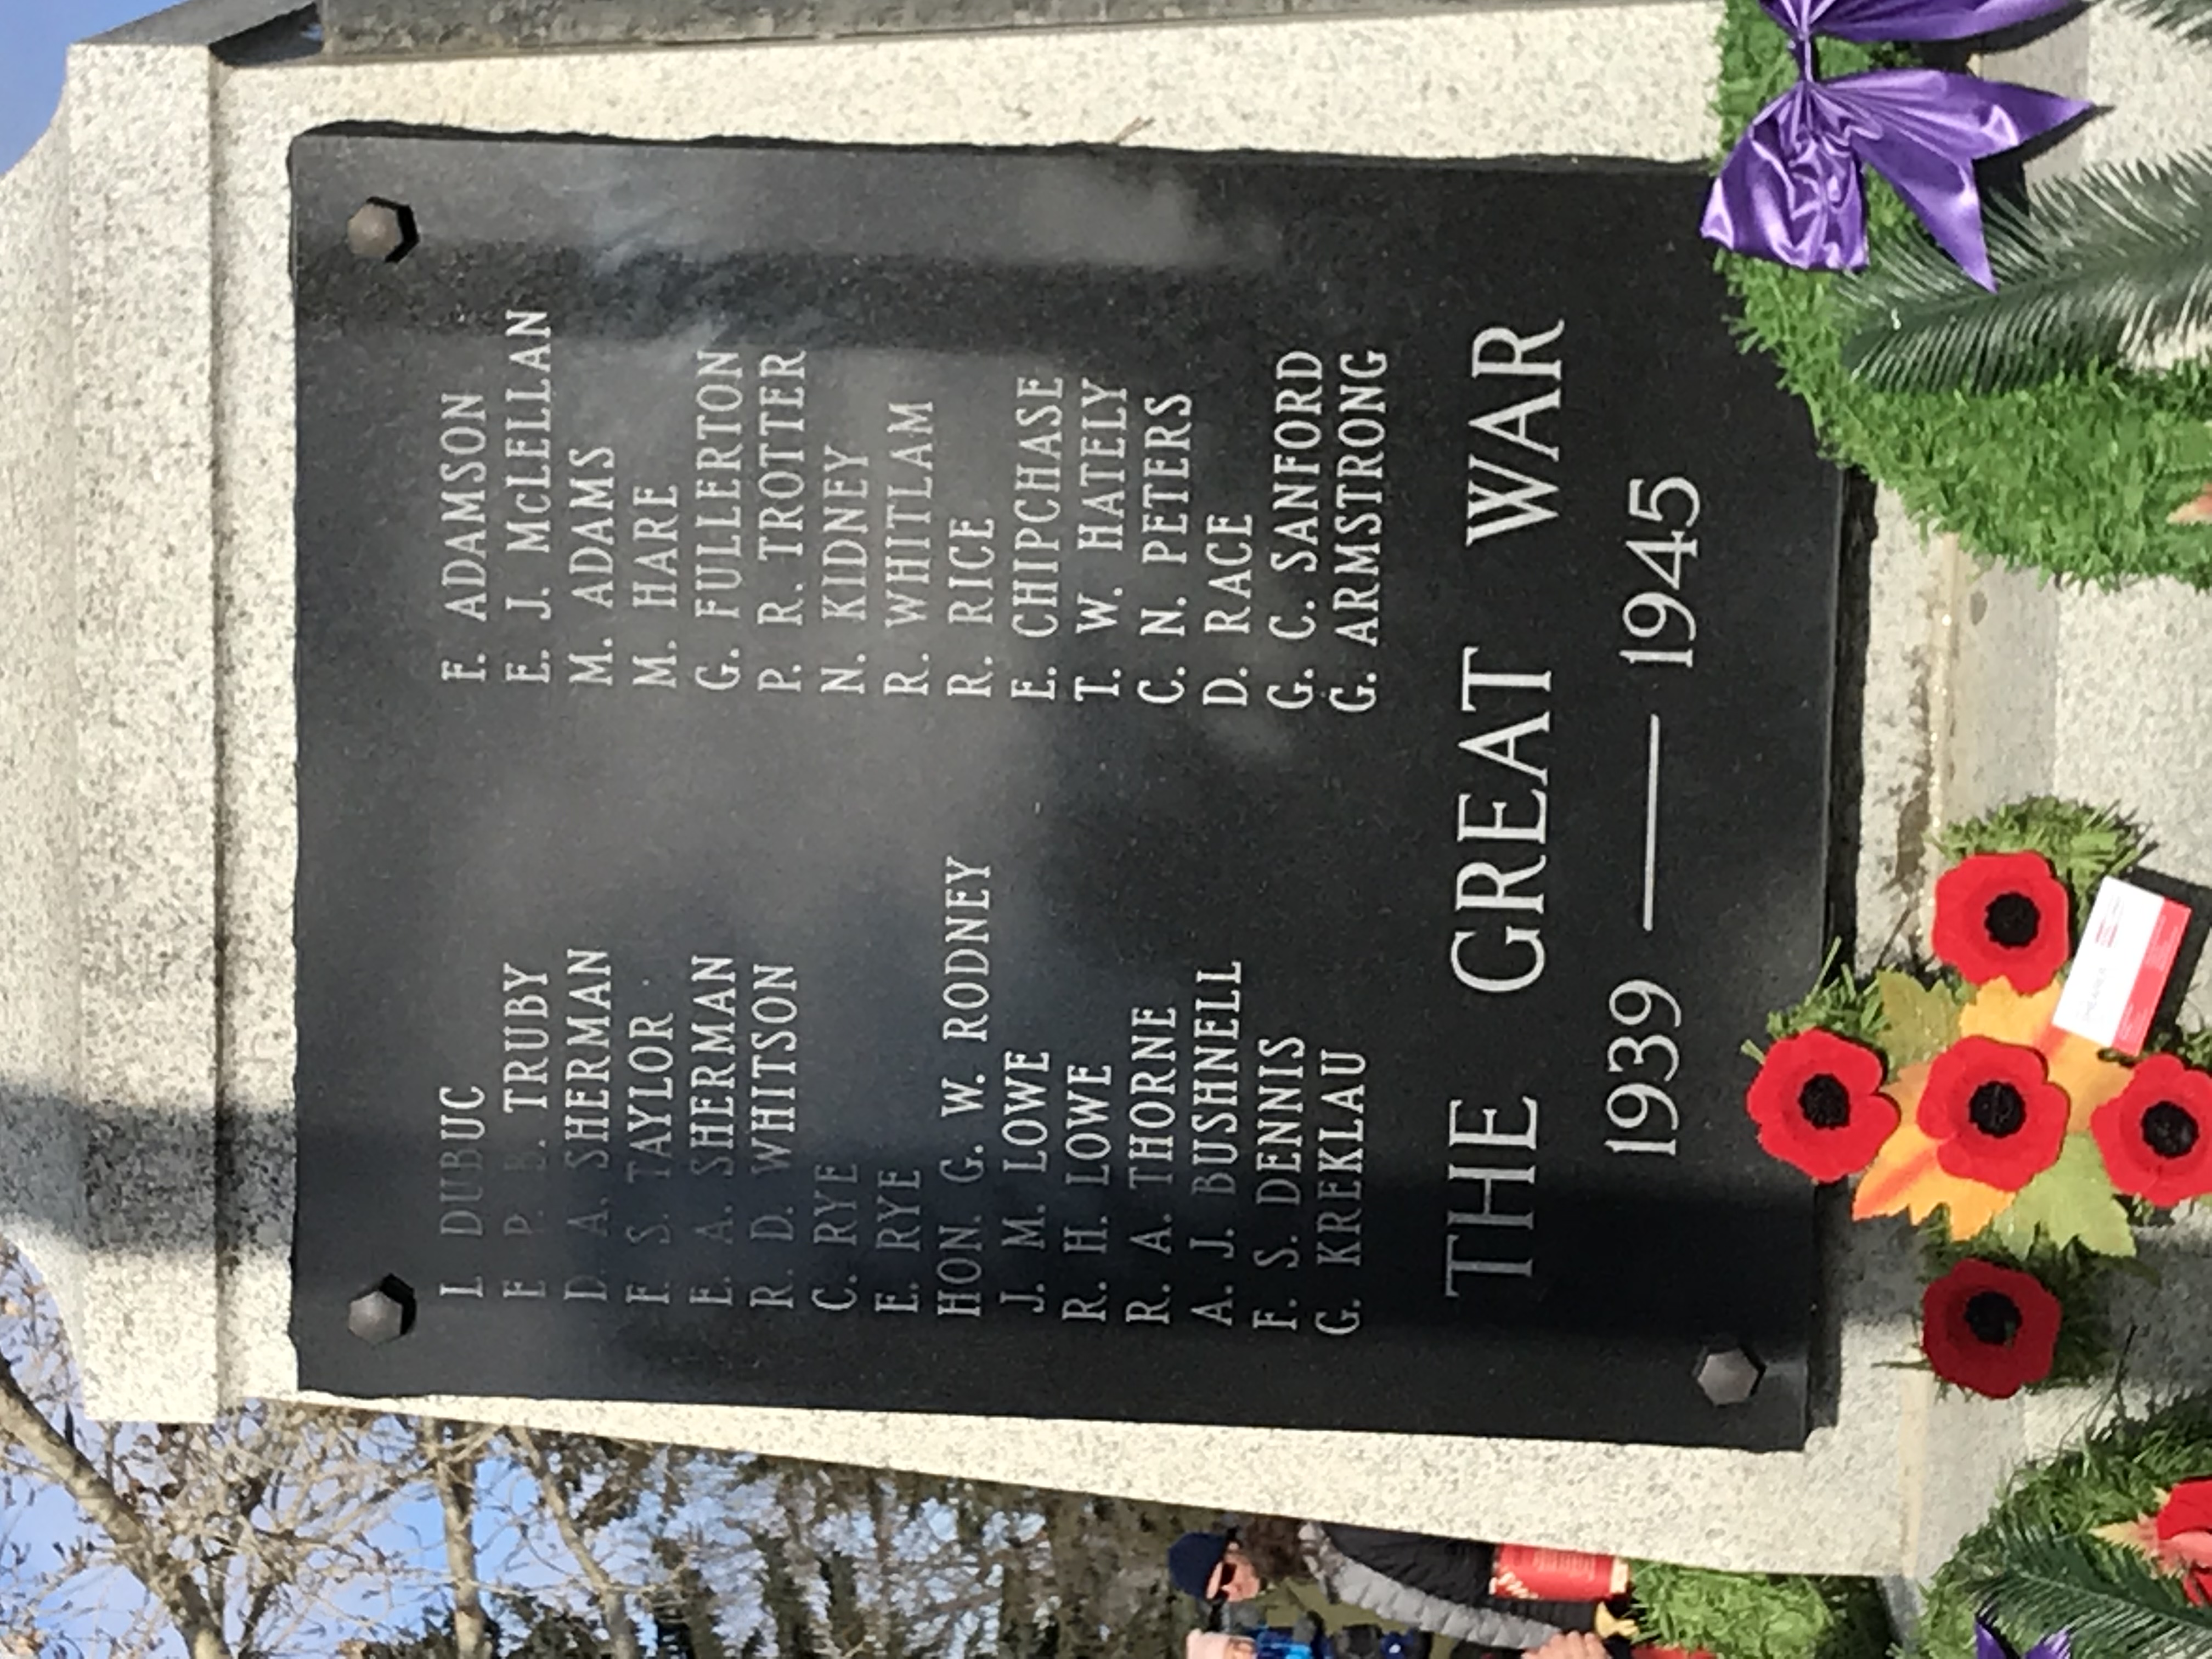 L. DUBUC
E. P. TRUBY
D. A. SHERMAN
F. S. TAYLOR
E. A. SHERMAN
R. D. WHITSON
C. RYE
E. RYE
HON. G. W. RODNEY
J. M. LOWE
R. H. LOWE
R. A. THORNE
A. J. BUSHNELL
F. S. DENNIS
G. KREKLAU
F. ADAMSON
E. J. McLELLAN
M. ADAMS
M. HARE
G. FULLERTON
P. R. TROTTER
N. KIDNEY
R. WHITLAM
R. RICE
E. CHIPCHASE
T. W. HATELY
C. N. PETERS
D. RACE
G. C. SANFORD
G. ARMSTRONG
THE GREAT WAR
1939 — 1945